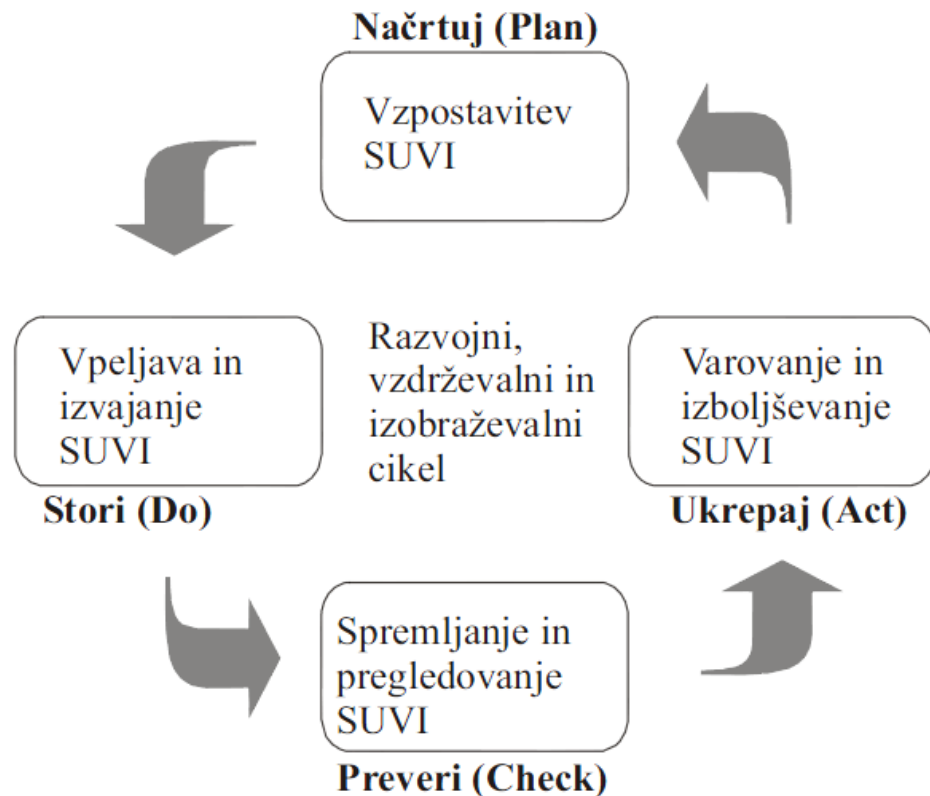 Načrtuj (Plan)
Vzpostavitev
SUVI
Vpeljava in
izvajanje
SUVI
Stori (Do)
Razvojni,
vzdrževalni in
izobraževalni
cikel
Varovanje in
izboljševanje
SUVI
Ukrepaj (Act)
Spremljanje in
pregledovanje
SUVI
Preveri (Check)